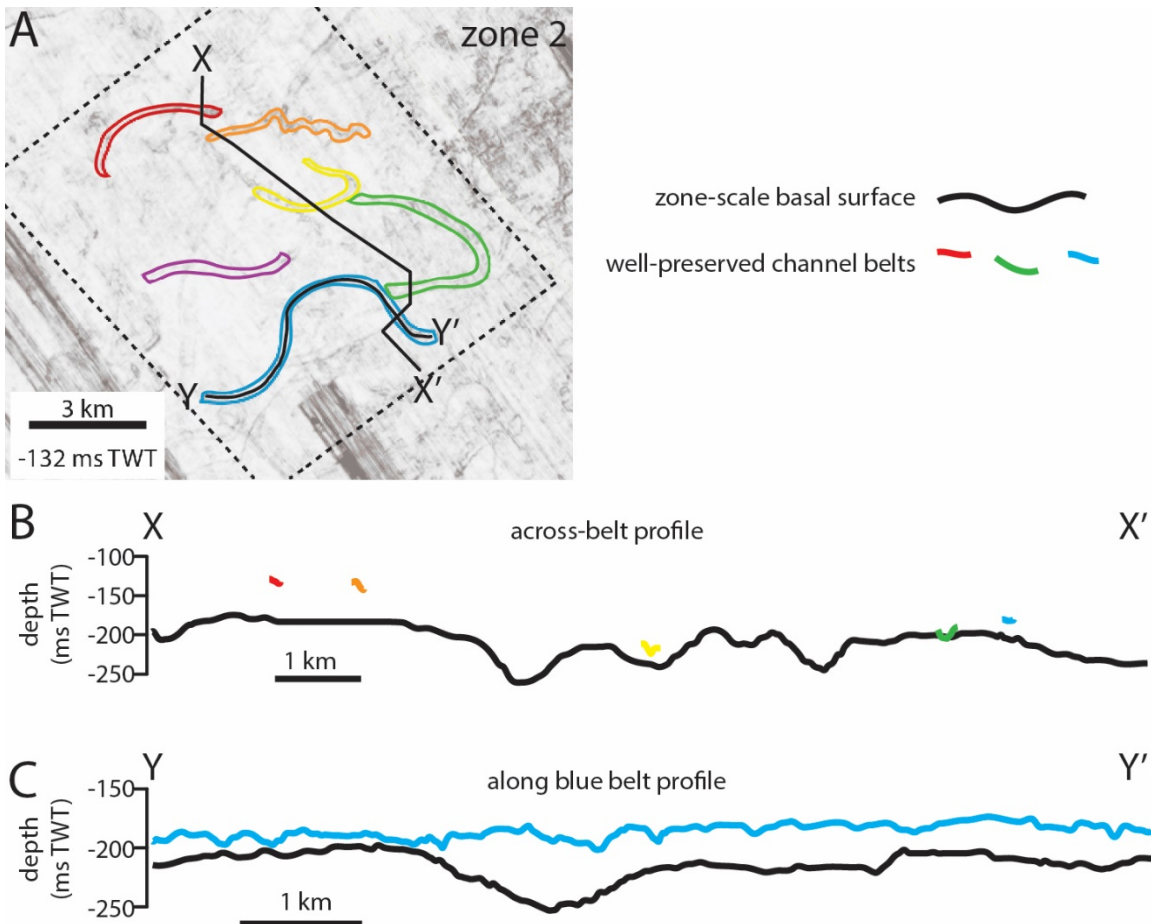 A
zone 2
X
Y'
Y
X'
3 km
-132 ms TWT
zone-scale basal surface
well-preserved channel belts
B
X
across-belt profile
X'
depth
(ms TWT)
-100
-150
-200
-250
1 km
C
Y
along blue belt profile
Y'
depth
(ms TWT)
-150
-200
-250
1 km